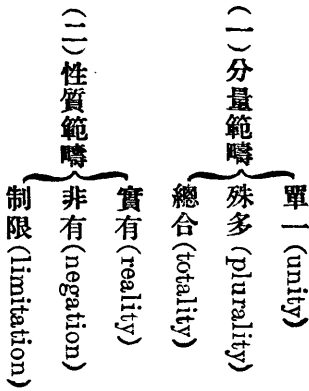 (一)分量範疇
單一(unity)
殊多(plurality)
總合(totality)
(二)性質範疇
實有(reality)
非有(negation)
制限(limitation)